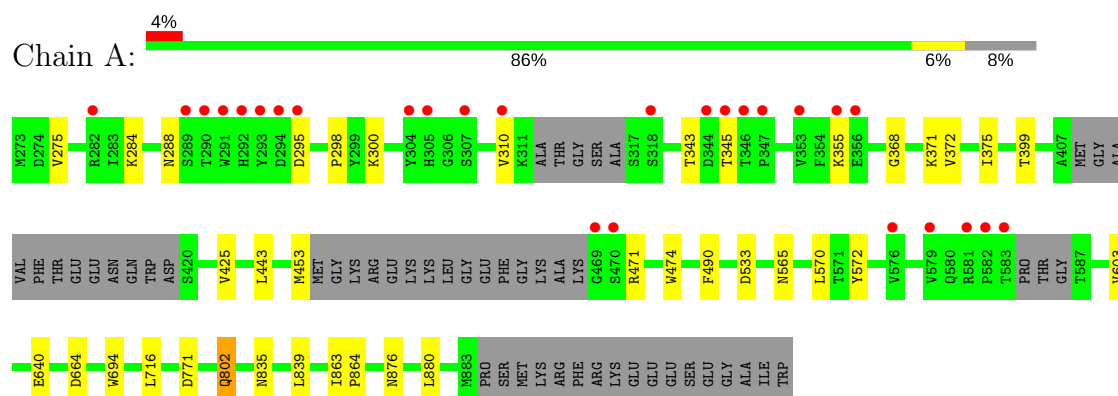 4%
Chain A:
86% 6% 8%
M273 D274 V275 R282 I283 K284 N288 S289 T290 W291 H292 Y293 D294 D295 P298 Y299 K300 Y304 H305 G306 S307 V310 K311 ALA THR GLY SER ALA S317 S318 T343 D344 T345 T346 P347 V353 F354 K355 E356 G368 K371 V372 I375 T399 A407 MET GLY ALA
VAL PHE THR GLU GLU ASN GLN TRP ASP S420 V425 L443 M453 MET GLY LYS ARG GLU LYS LYS LEU GLY GLU PHE GLY LYS ALA LYS G469 S470 R471 W474 F490 D533 N565 L570 T571 Y572 V576 V579 Q580 R581 P582 T583 PRO THR GLY T587 V603
E640 D664 W694 L716 D771 Q802 N835 L839 I863 P864 N876 L880 M883 PRO SER MET LYS ARG PHE ARG LYS GLU GLU GLU SER GLU GLY ALA ILE TRP